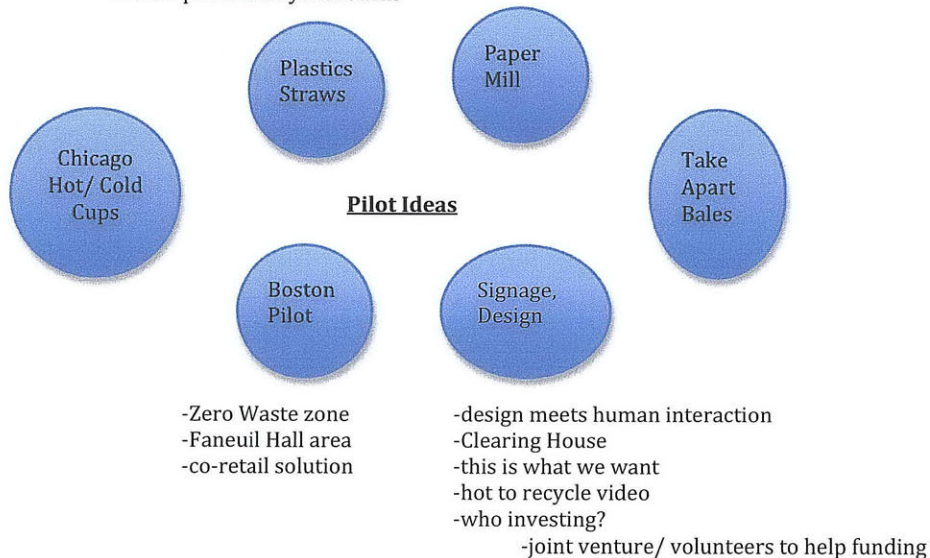 Plastics
Straws
Paper
Mill
Chicago
Hot/ Cold
Cups
Take
Apart
Bales
Pilot Ideas
Boston
Pilot
Signage,
Design
-Zero Waste zone
-Faneuil Hall area
-co-retail solution
-design meets human interaction
-Clearing House
-this is what we want
-hot to recycle video
-who investing?
-joint venture/ volunteers to help funding